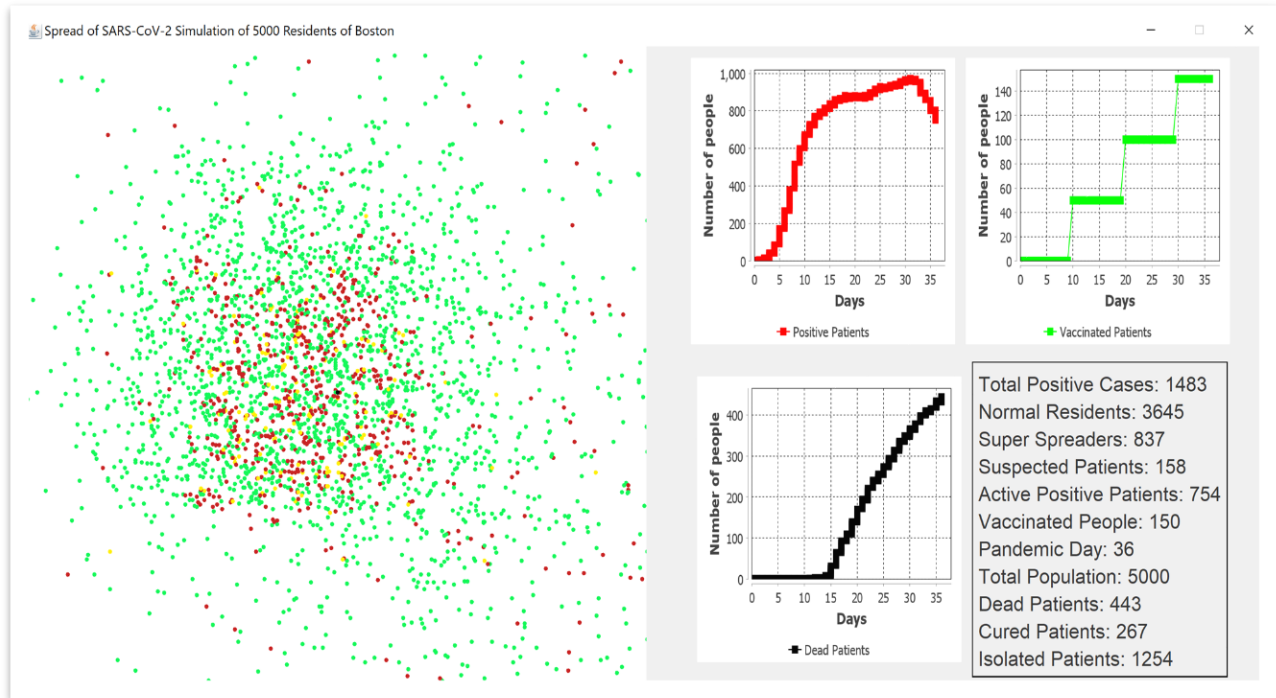 Spread of SARS-CoV-2 Simulation of 5000 Residents of Boston
Number of people
1,000
800
600
400
200
0
0 5 10 15 20 25 30 35
Days
Positive Patients
Number of people
140
120
100
80
60
40
20
0
0 5 10 15 20 25 30 35
Days
Vaccinated Patients
Number of people
400
300
200
100
0
0 5 10 15 20 25 30 35
Days
Dead Patients
Total Positive Cases: 1483
Normal Residents: 3645
Super Spreaders: 837
Suspected Patients: 158
Active Positive Patients: 754
Vaccinated People: 150
Pandemic Day: 36
Total Population: 5000
Dead Patients: 443
Cured Patients: 267
Isolated Patients: 1254